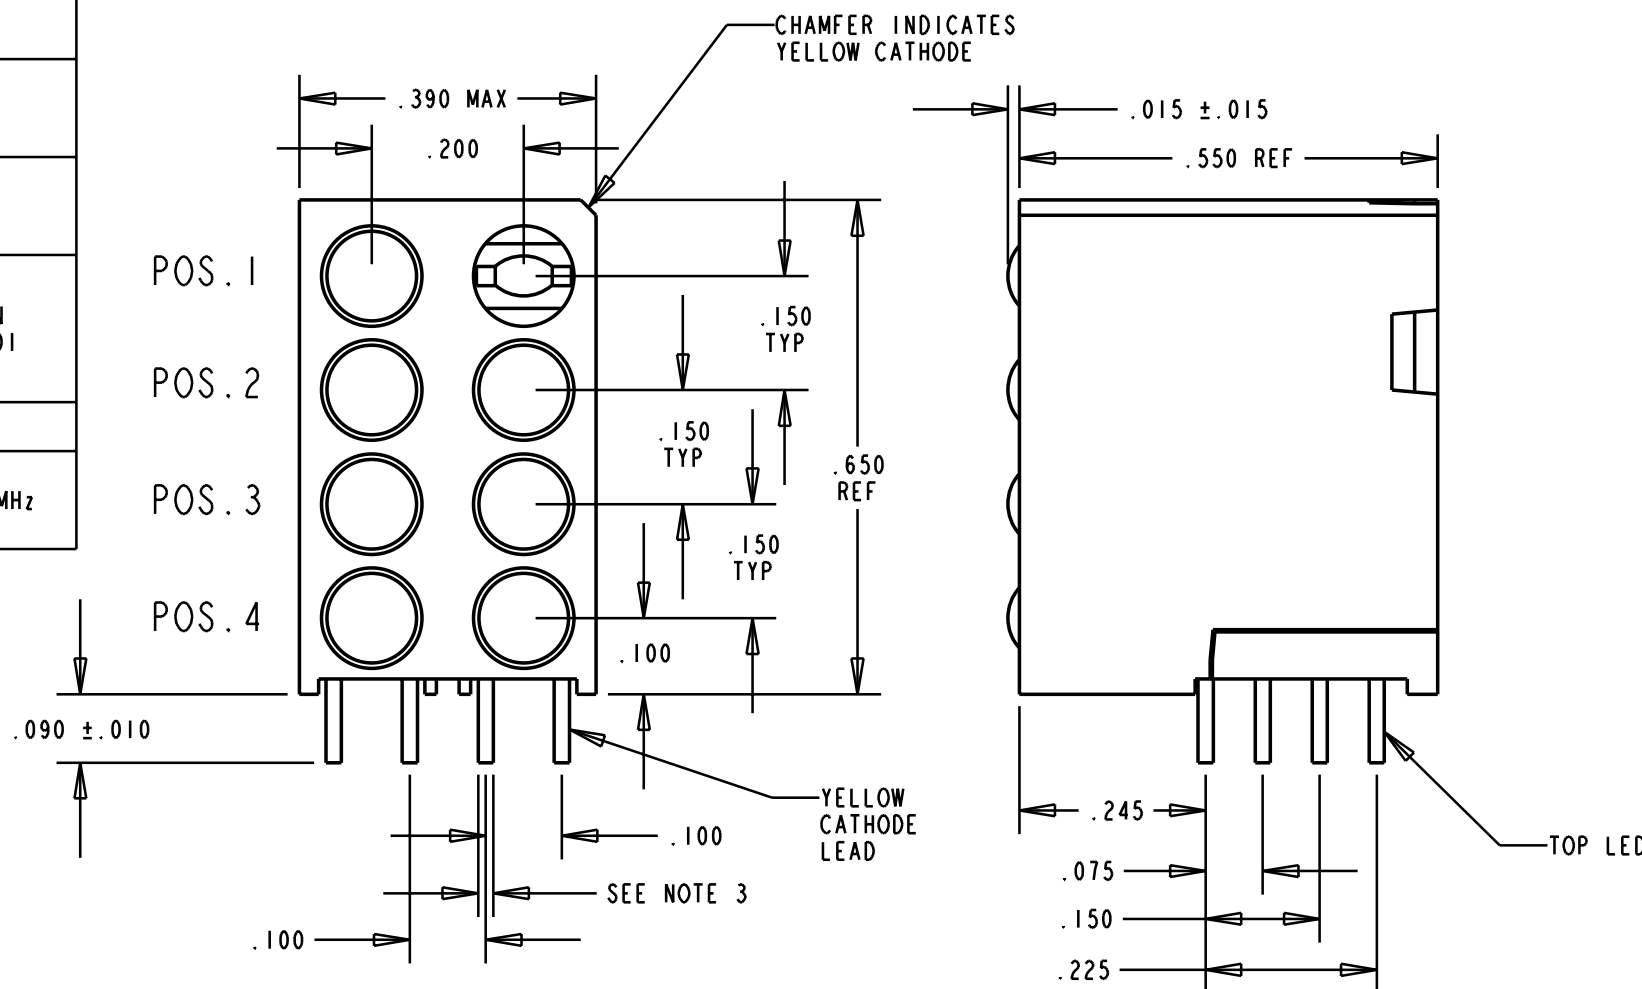 CHAMFER INDICATES
YELLOW CATHODE
.390 MAX
.200
.015 ±.015
.550 REF
POS.1
POS.2
POS.3
POS.4
.150
TYP
.150
TYP
.650
REF
.150
TYP
.100
MHz
.090 ±.010
YELLOW
CATHODE
LEAD
.100
SEE NOTE 3
.100
.245
.075
.150
.225
TOP LED